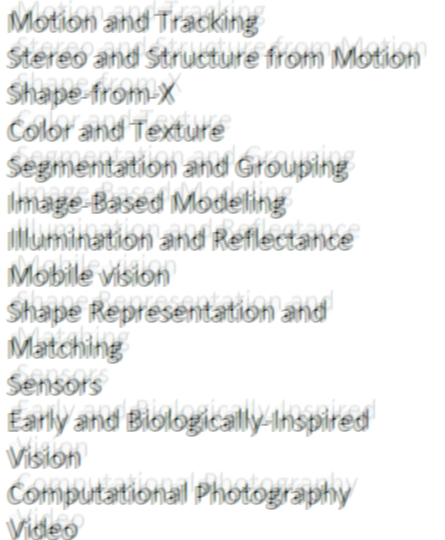 Motion and Tracking
Stereo and Structure from Motion
Shape-from-X
Color and Texture
Segmentation and Grouping
Image-Based Modeling
Illumination and Reflectance
Mobile vision
Shape Representation and
Matching
Sensors
Early and Biologically-Inspired
Vision
Computational Photography
Video